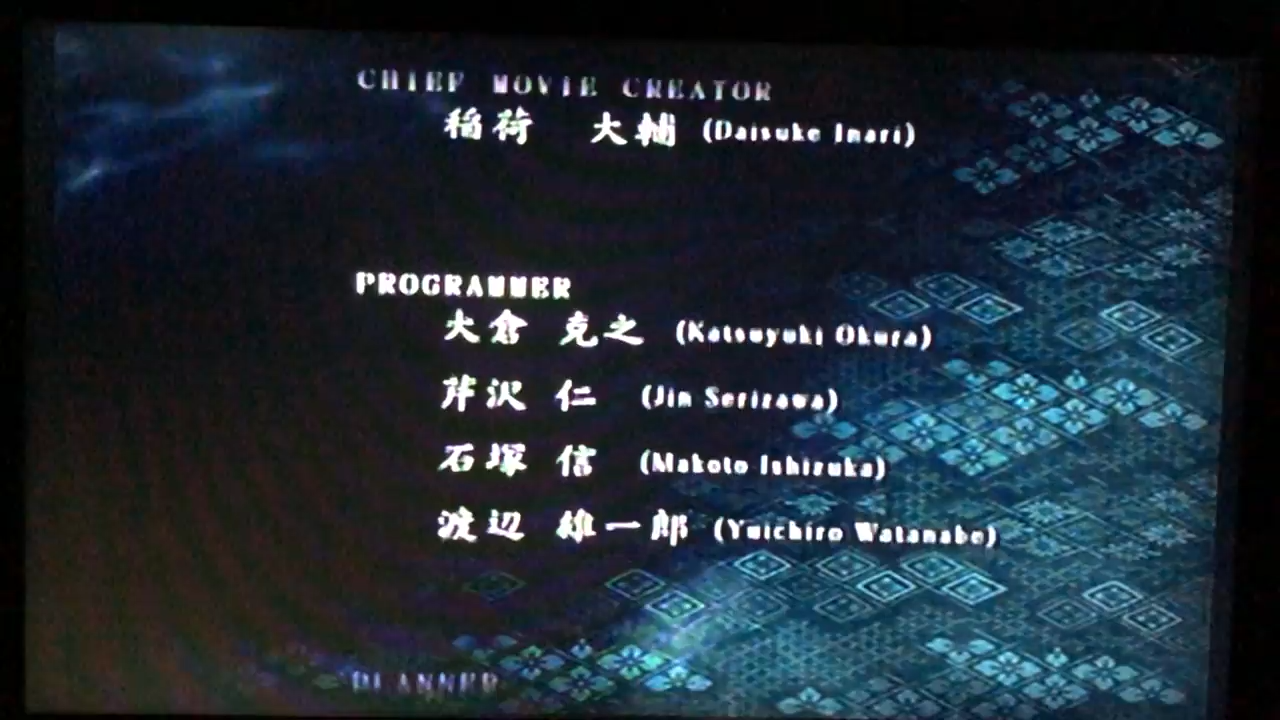 CHIEF MOVIE CREATOR
稲荷 大輔 (Daisuke Inari)
PROGRAMMER
大倉 克之 (Katsuyuki Okura)
芹沢 仁 (Jin Serizawa)
石塚 信 (Makoto Ishizuka)
渡辺 雄一郎 (Yuichiro Watanabe)
PLANNER